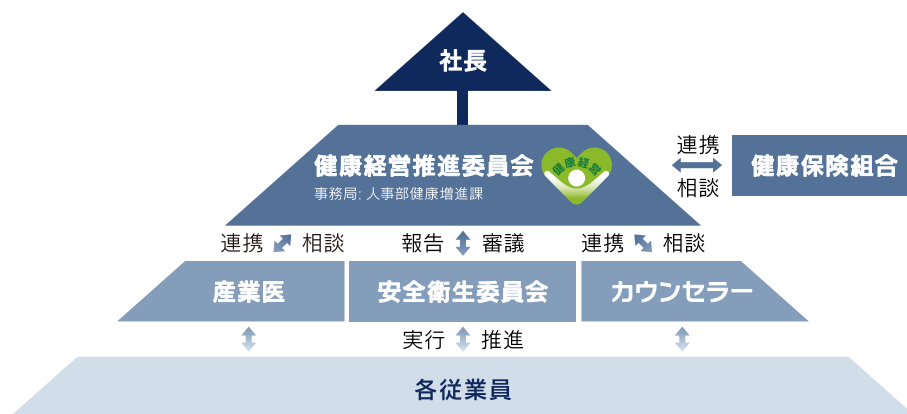 社長
健康経営推進委員会
健康経営
事務局: 人事部健康増進課
連携
相談
健康保険組合
連携 相談
報告 審議
連携 相談
産業医
安全衛生委員会
カウンセラー
実行 推進
各従業員